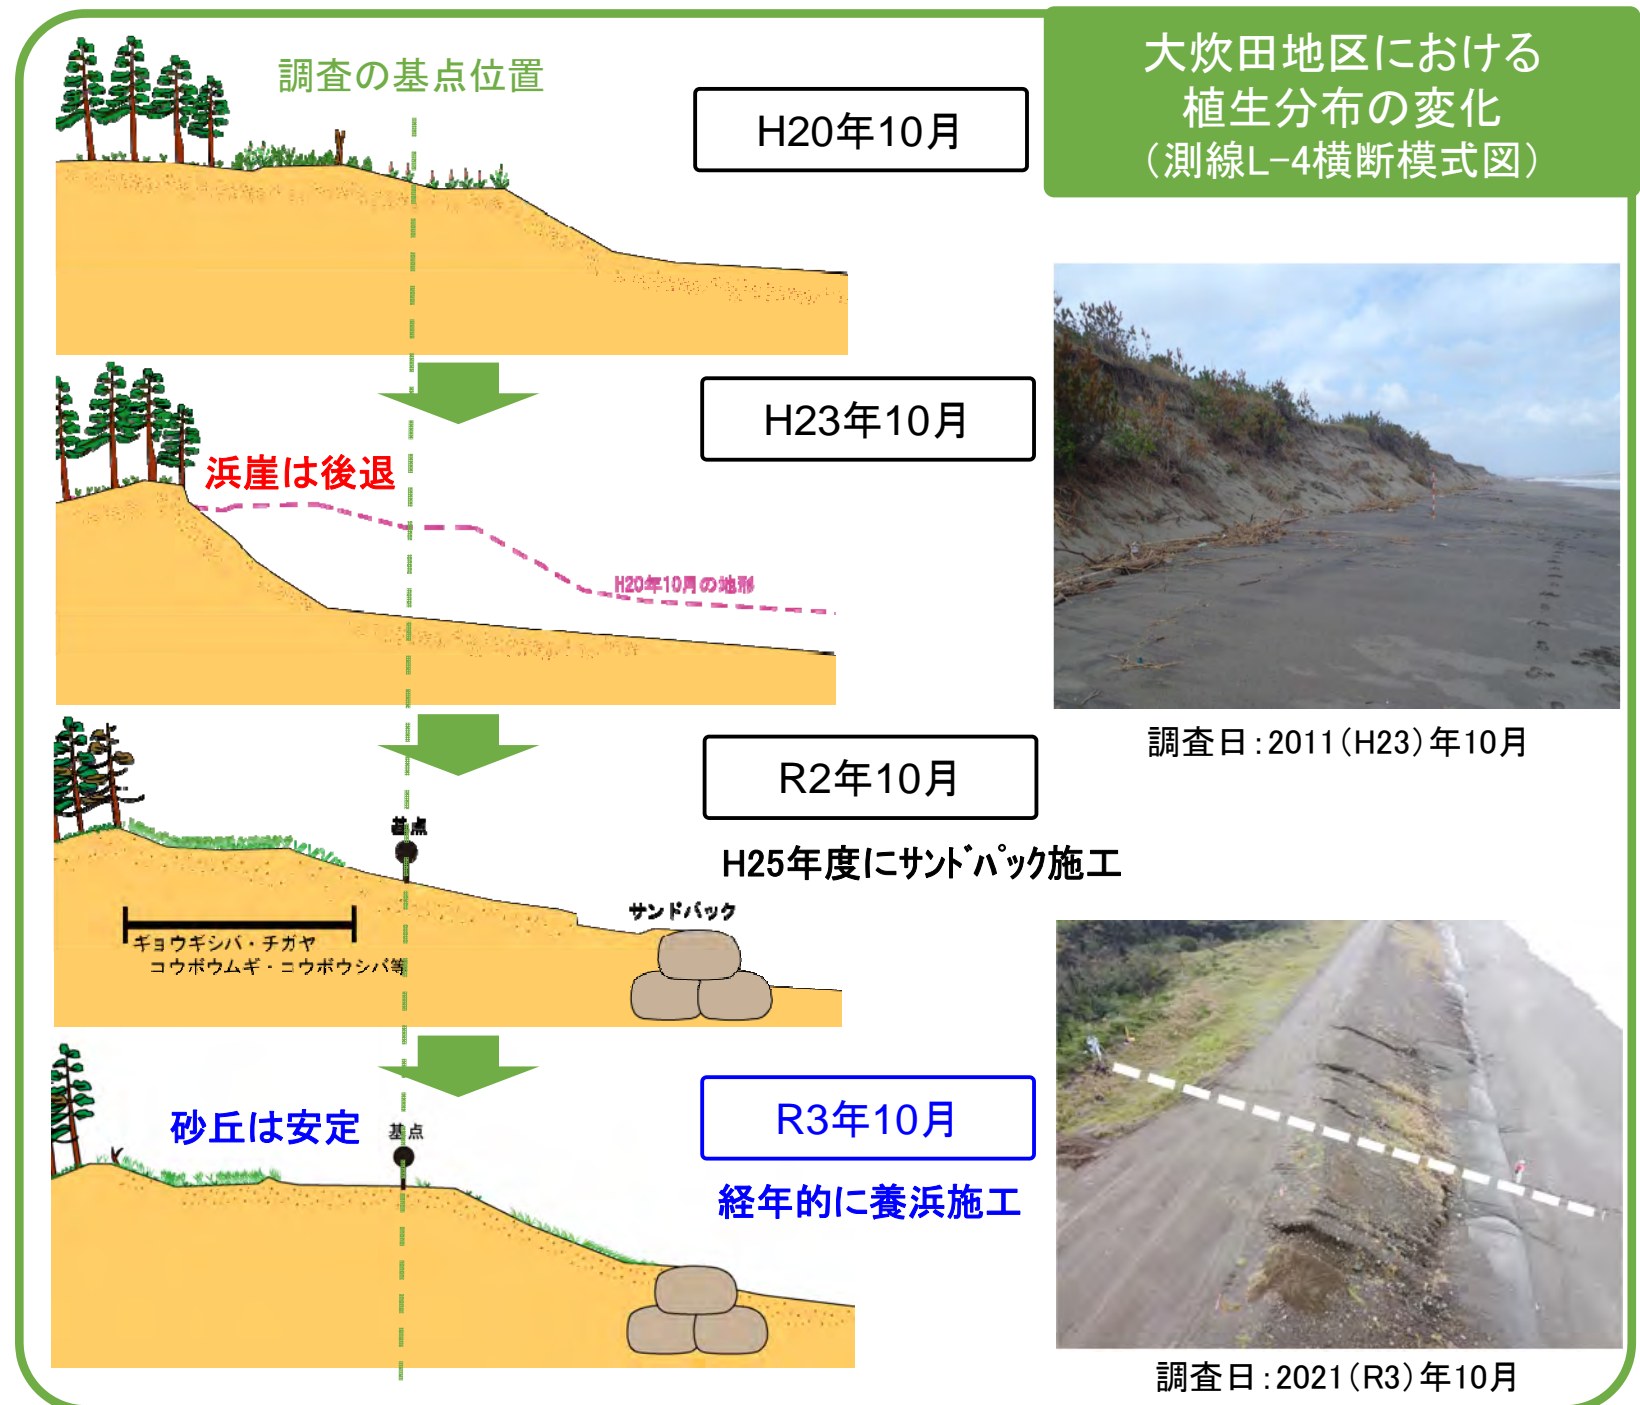 大炊田地区における
植生分布の変化
（測線L-4横断模式図）
調査の基点位置
H20年10月
H23年10月
浜崖は後退
H20年10月の地形
調査日：2011（H23）年10月
R2年10月
H25年度にサンドパック施工
基点
サンドパック
ギョウギシバ・チガヤ
コウボウムギ・コウボウシバ等
R3年10月
砂丘は安定
基点
経年的に養浜施工
調査日：2021（R3）年10月